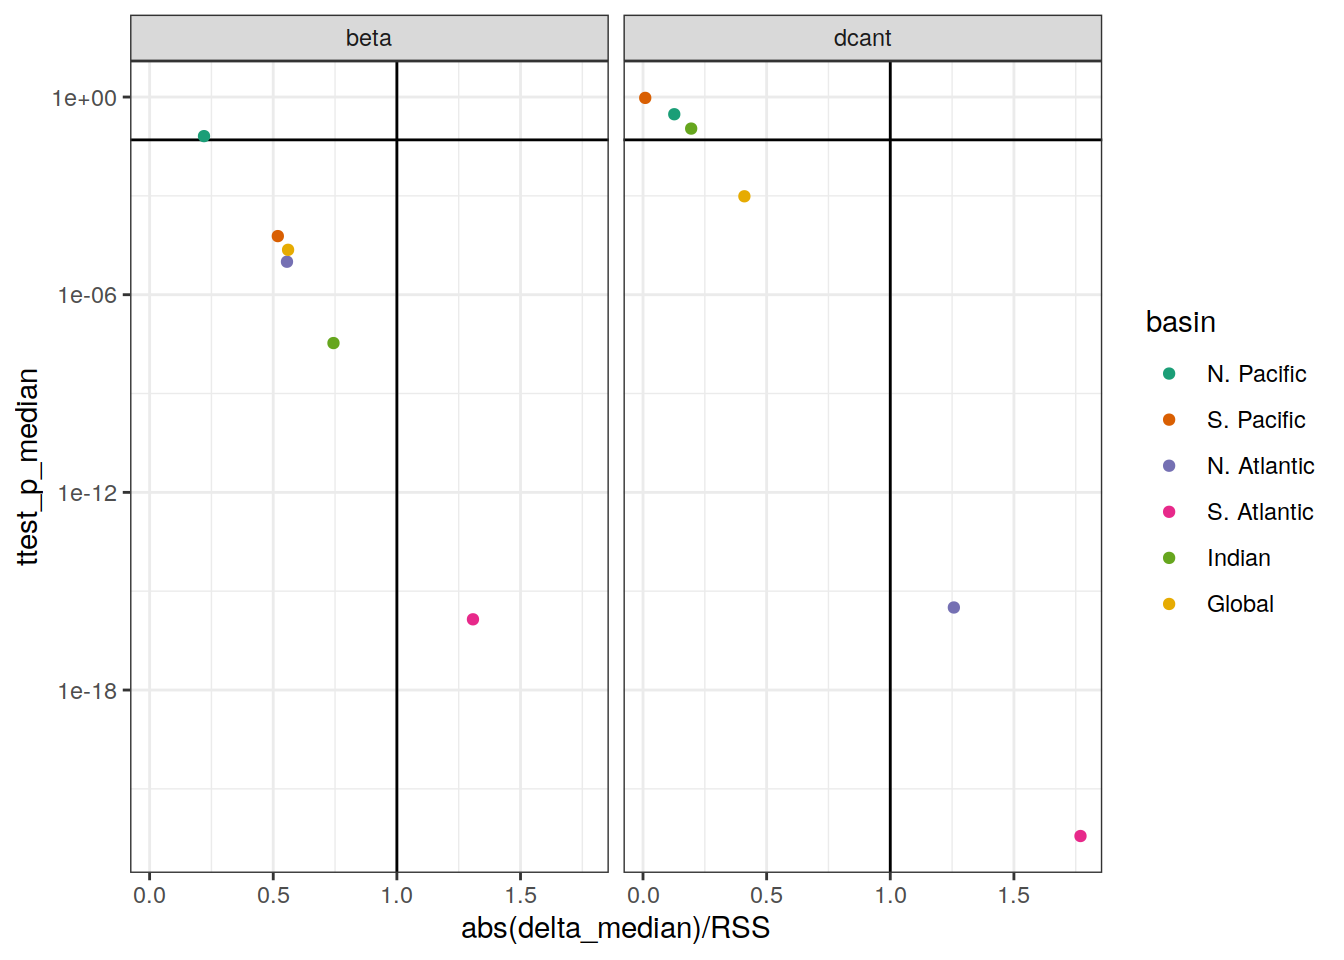 beta
dcant
1e+00
1e-06
1e-12
1e-18
ttest_p_median
0.0 0.5 1.0 1.5
0.0 0.5 1.0 1.5
abs(delta_median)/RSS
basin
N. Pacific
S. Pacific
N. Atlantic
S. Atlantic
Indian
Global